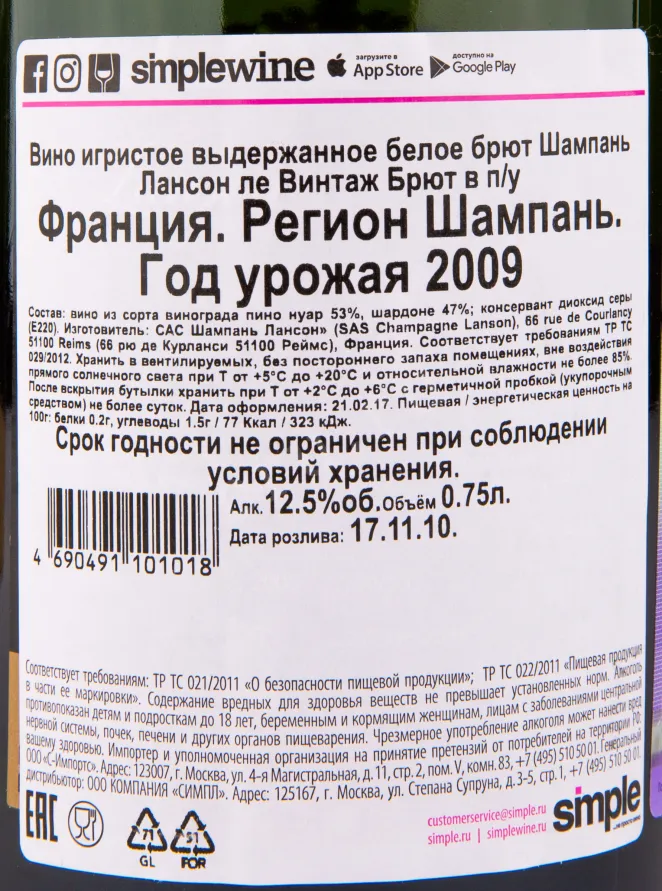 simplewine загрузите в App Store доступно на Google Play
Вино игристое выдержанное белое брют Шампань
Лансон ле Винтаж Брют в п/у
Франция. Регион Шампань.
Год урожая 2009
Состав: вино из сорта винограда пино нуар 53%, шардоне 47%; консервант диоксид серы
(E220). Изготовитель: САС Шампань Лансон» (SAS Champagne Lanson), 66 rue de Courlancy
51100 Reims (66 рю де Курланси 51100 Реймс), Франция. Соответствует требованиям ТР ТС
029/2012. Хранить в вентилируемых, без постороннего запаха помещениях, вне воздействия
прямого солнечного света при Т от +5°С до +20°С и относительной влажности не более 85%.
После вскрытия бутылки хранить при Т от +2°С до +6°С с герметичной пробкой (укупорочным
средством) не более суток. Дата оформления: 21.02.17. Пищевая / энергетическая ценность на
100г: белки 0.2г, углеводы 1.5г / 77 Ккал / 323 кДж.
Срок годности не ограничен при соблюдении
условий хранения.
Алк. 12.5%об. Объём 0.75л.
Дата розлива: 17.11.10.
4 690491 101018
Соответствует требованиям: ТР ТС 021/2011 «О безопасности пищевой продукции»; ТР ТС 022/2011 «Пищевая продукция
в части ее маркировки». Содержание вредных для здоровья веществ не превышает установленных норм. Алкоголь
противопоказан детям и подросткам до 18 лет, беременным и кормящим женщинам, лицам с заболеваниями центральной
нервной системы, почек, печени и других органов пищеварения. Чрезмерное употребление алкоголя может нанести вред
вашему здоровью. Импортер и уполномоченная организация на принятие претензий от потребителей на территории РФ:
ООО «С-Импортс». Адрес: 123007, г. Москва, ул. 4-я Магистральная, д. 11, стр. 2, пом. V, комн. 83, +7 (495) 510 50 01. Генеральный
дистрибьютор: ООО КОМПАНИЯ «СИМПЛ». Адрес: 125167, г. Москва, ул. Степана Супруна, д. 3-5, стр. 1, +7 (495) 510 50 01.
EAC
71
GL
51
FOR
customerservice@simple.ru
simple.ru | simplewine.ru
simple